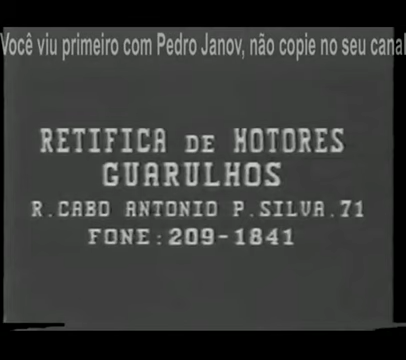 Você viu primeiro com Pedro Janov, não copie no seu canal
RETIFICA DE MOTORES
GUARULHOS
R.CABO ANTONIO P.SILVA.71
FONE:209-1841